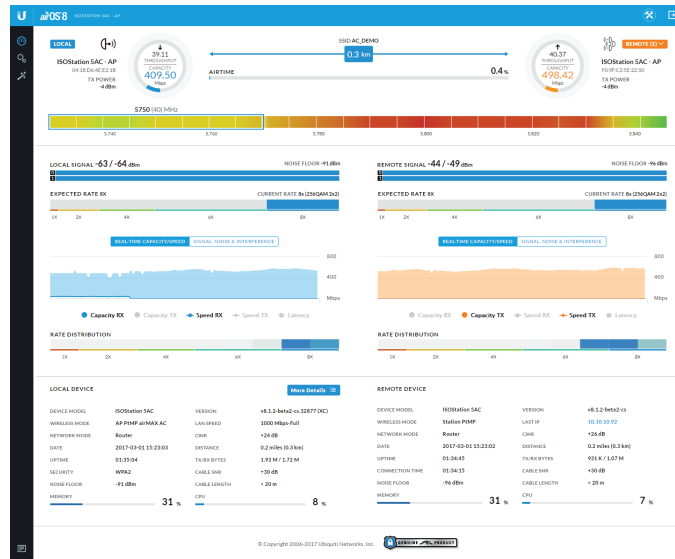 U airOS 8 ISOSTATION 5AC - AP
LOCAL
ISOStation 5AC - AP
04:18:D6:4E:E2:1B
TX POWER
-4 dBm
39.11
THROUGHPUT
CAPACITY
409.50
Mbps
SSID AC_DEMO
0.3 km
AIRTIME 0.4 %
40.37
THROUGHPUT
CAPACITY
498.42
Mbps
REMOTE (2)
ISOStation 5AC - AP
F0:9F:C2:5E:22:50
TX POWER
-4 dBm
5750 (40) MHz
5,740 5,760 5,780 5,800 5,820 5,840
LOCAL SIGNAL -63 / -64 dBm NOISE FLOOR -91 dBm
0
1
EXPECTED RATE 8X CURRENT RATE 8x (256QAM 2x2)
1X 2X 4X 6X 8X
REAL-TIME CAPACITY/SPEED SIGNAL, NOISE & INTERFERENCE
800
400
Mbps
Capacity RX Capacity TX Speed RX Speed TX Latency
RATE DISTRIBUTION
1X 2X 4X 6X 8X
REMOTE SIGNAL -44 / -49 dBm NOISE FLOOR -96 dBm
0
1
EXPECTED RATE 8X CURRENT RATE 8x (256QAM 2x2)
1X 2X 4X 6X 8X
REAL-TIME CAPACITY/SPEED SIGNAL, NOISE & INTERFERENCE
800
400
Mbps
Capacity RX Capacity TX Speed RX Speed TX Latency
RATE DISTRIBUTION
1X 2X 4X 6X 8X
LOCAL DEVICE More Details
DEVICE MODEL ISOStation 5AC VERSION v8.1.2-beta2-cs.32877 (XC)
WIRELESS MODE AP PTMP airMAX AC LAN SPEED 1000 Mbps-Full
NETWORK MODE Router CINR +24 dB
DATE 2017-03-01 15:23:03 DISTANCE 0.2 miles (0.3 km)
UPTIME 01:35:04 TX/RX BYTES 1.93 M / 1.72 M
SECURITY WPA2 CABLE SNR +30 dB
NOISE FLOOR -91 dBm CABLE LENGTH < 20 m
MEMORY 31 % CPU 8 %
REMOTE DEVICE
DEVICE MODEL ISOStation 5AC VERSION v8.1.2-beta2-cs
WIRELESS MODE Station PTMP LAST IP 10.10.10.92
NETWORK MODE Router CINR +26 dB
DATE 2017-03-01 15:23:02 DISTANCE 0.2 miles (0.3 km)
UPTIME 01:34:45 TX/RX BYTES 931 K / 1.07 M
CONNECTION TIME 01:34:15 CABLE SNR +30 dB
NOISE FLOOR -96 dBm CABLE LENGTH < 20 m
MEMORY 31 % CPU 7 %
© Copyright 2006-2017 Ubiquiti Networks, Inc. GENUINE PRODUCT